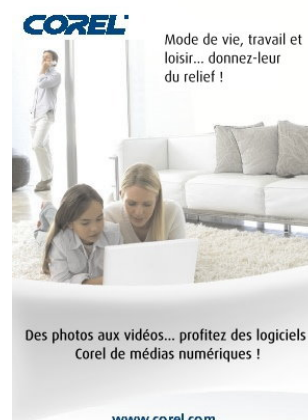 COREL
Mode de vie, travail et
loisir... donnez-leur
du relief !
Des photos aux vidéos... profitez des logiciels
Corel de médias numériques !
www.corel.com